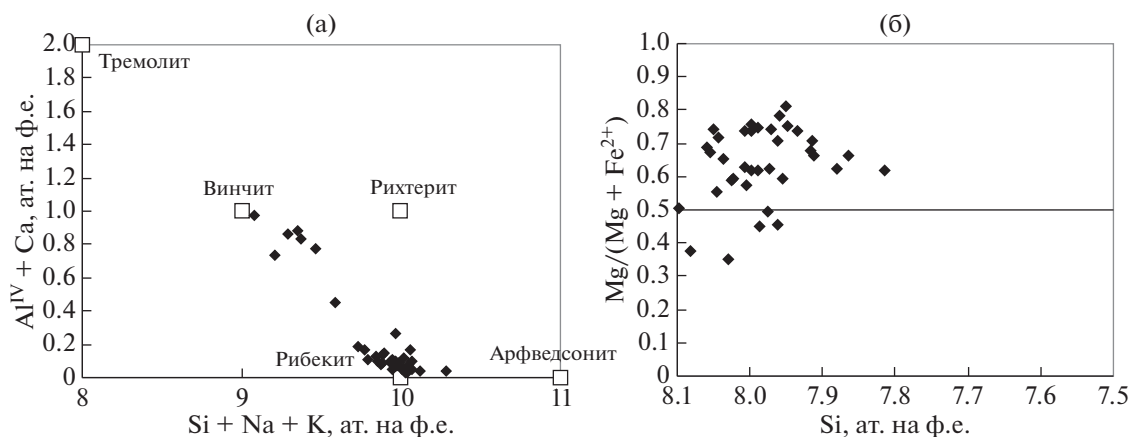 (а)
Al^IV + Ca, ат. на ф.е.
2.0
1.8
1.6
1.4
1.2
1.0
0.8
0.6
0.4
0.2
0
Тремолит
Винчит
Рихтерит
Рибекит
Арфведсонит
8 9 10 11
Si + Na + K, ат. на ф.е.
(б)
Mg/(Mg + Fe²⁺)
1.0
0.9
0.8
0.7
0.6
0.5
0.4
0.3
0.2
0.1
0
8.1 8.0 7.9 7.8 7.7 7.6 7.5
Si, ат. на ф.е.